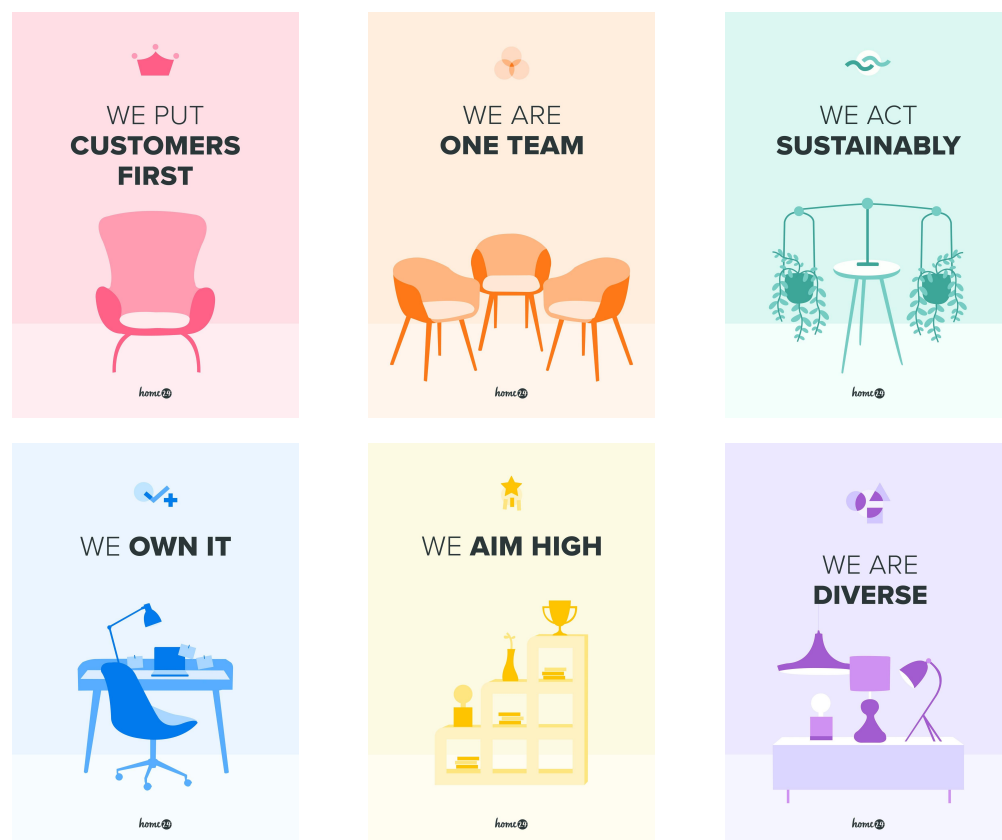 WE PUT
CUSTOMERS
FIRST
home24
WE ARE
ONE TEAM
home24
WE ACT
SUSTAINABLY
home24
WE OWN IT
home24
WE AIM HIGH
home24
WE ARE
DIVERSE
home24